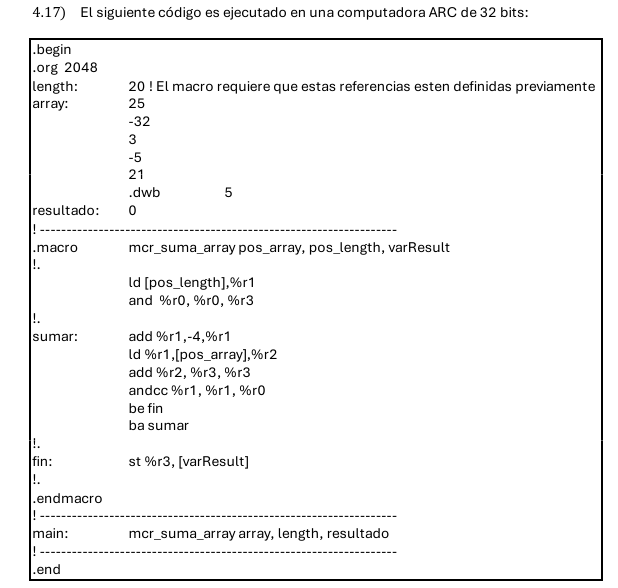 4.17) El siguiente código es ejecutado en una computadora ARC de 32 bits:
.begin
.org 2048
length: 20 ! El macro requiere que estas referencias esten definidas previamente
array: 25
-32
3
-5
21
.dwb 5
resultado: 0
! -------------------------------------------------------------------
.macro mcr_suma_array pos_array, pos_length, varResult
!.
ld [pos_length],%r1
and %r0, %r0, %r3
!.
sumar: add %r1,-4,%r1
ld %r1,[pos_array],%r2
add %r2, %r3, %r3
andcc %r1, %r1, %r0
be fin
ba sumar
!.
fin: st %r3, [varResult]
!.
.endmacro
! -------------------------------------------------------------------
main: mcr_suma_array array, length, resultado
! -------------------------------------------------------------------
.end